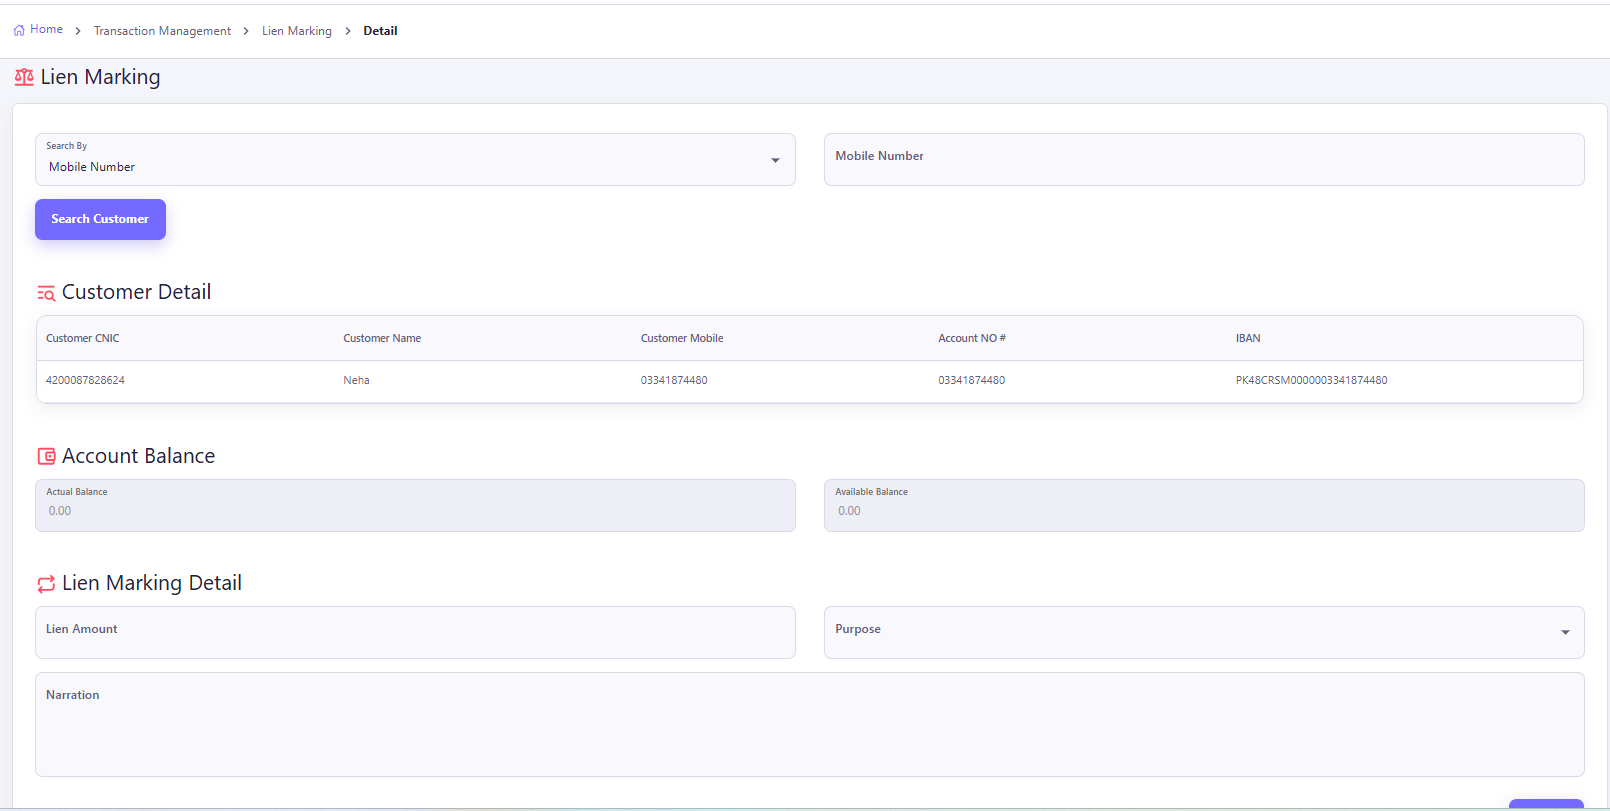 Home > Transaction Management > Lien Marking > Detail
Lien Marking
Search By
Mobile Number
Mobile Number
Search Customer
Customer Detail
Customer CNIC Customer Name Customer Mobile Account NO # IBAN
4200087828624 Neha 03341874480 03341874480 PK48CRSM0000003341874480
Account Balance
Actual Balance
0.00
Available Balance
0.00
Lien Marking Detail
Lien Amount
Purpose
Narration